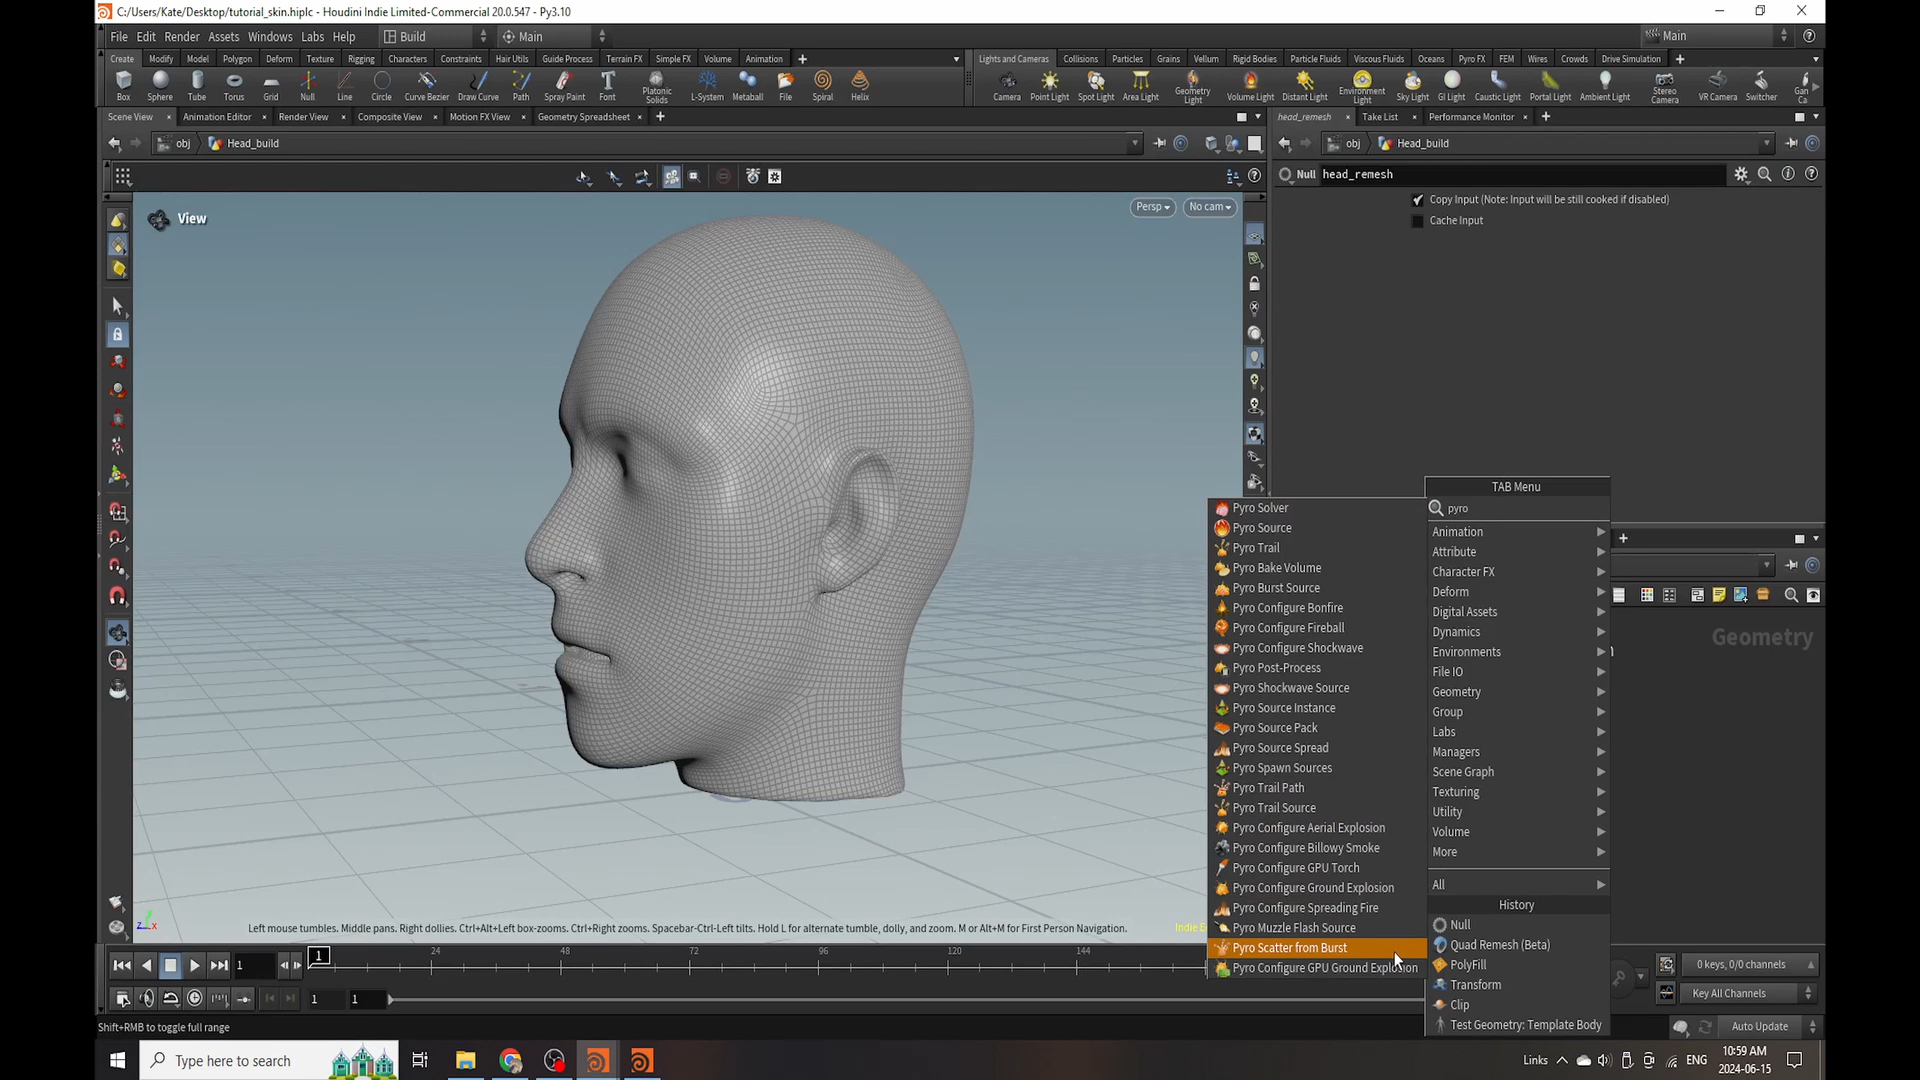 C:/Users/Kate/Desktop/tutorial_skin.hiplc - Houdini Indie Limited-Commercial 20.0.547 - Py3.10
File Edit Render Assets Windows Labs Help Build Main Main
Create Modify Model Polygon Deform Texture Rigging Characters Constraints Hair Utils Guide Process Terrain FX Simple FX Volume Animation
Lights and Cameras Collisions Particles Grains Vellum Rigid Bodies Particle Fluids Viscous Fluids Oceans Pyro FX FEM Wires Crowds Drive Simulation
Box Sphere Tube Torus Grid Null Line Circle Curve Bezier Draw Curve Path Spray Paint Font Platonic Solids L-System Metaball File Spiral Helix
Camera Point Light Spot Light Area Light Geometry Light Volume Light Distant Light Environment Light Sky Light GI Light Caustic Light Portal Light Ambient Light Stereo Camera VR Camera Switcher Gan Ca
Scene View Animation Editor Render View Composite View Motion FX View Geometry Spreadsheet
head_remesh Take List Performance Monitor
obj Head_build
obj Head_build
Null head_remesh
Copy Input (Note: Input will be still cooked if disabled)
Cache Input
View
Persp No cam
TAB Menu
pyro
Animation
Attribute
Character FX
Deform
Digital Assets
Dynamics
Environments
File IO
Geometry
Group
Labs
Managers
Scene Graph
Texturing
Utility
Volume
More
All
History
Null
Quad Remesh (Beta)
PolyFill
Transform
Clip
Test Geometry: Template Body
Pyro Solver
Pyro Source
Pyro Trail
Pyro Bake Volume
Pyro Burst Source
Pyro Configure Bonfire
Pyro Configure Fireball
Pyro Configure Shockwave
Pyro Post-Process
Pyro Shockwave Source
Pyro Source Instance
Pyro Source Pack
Pyro Source Spread
Pyro Spawn Sources
Pyro Trail Path
Pyro Trail Source
Pyro Configure Aerial Explosion
Pyro Configure Billowy Smoke
Pyro Configure GPU Torch
Pyro Configure Ground Explosion
Pyro Configure Spreading Fire
Pyro Muzzle Flash Source
Pyro Scatter from Burst
Pyro Configure GPU Ground Explosion
Geometry
z x
Left mouse tumbles. Middle pans. Right dollies. Ctrl+Alt+Left box-zooms. Ctrl+Right zooms. Spacebar-Ctrl-Left tilts. Hold L for alternate tumble, dolly, and zoom. M or Alt+M for First Person Navigation.
Indie E
1 1 24 48 72 96 120 144
0 keys, 0/0 channels
1 1
Key All Channels
Shift+RMB to toggle full range
Auto Update
Type here to search
Links ENG 10:59 AM
2024-06-15